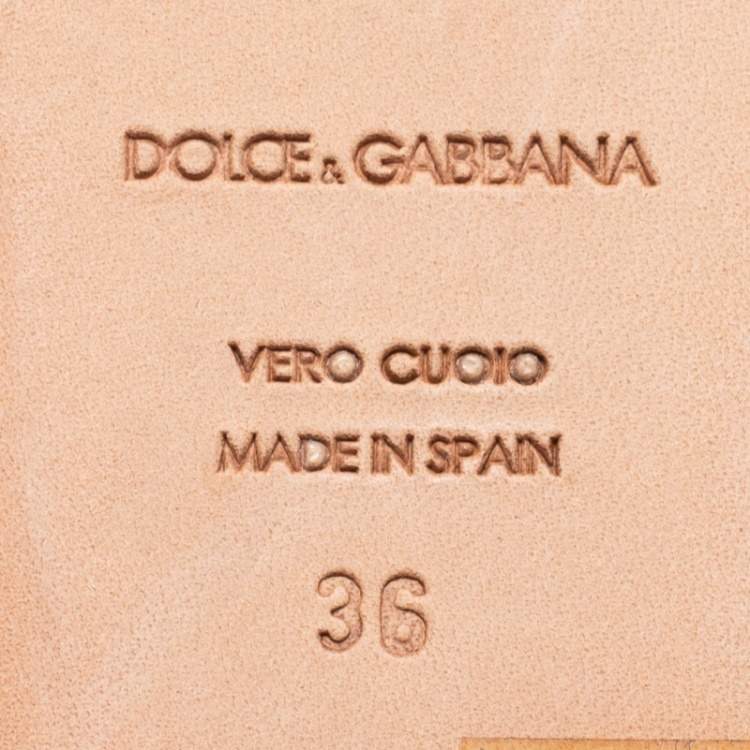 DOLCE & GABBANA
VERO CUOIO
MADE IN SPAIN
36